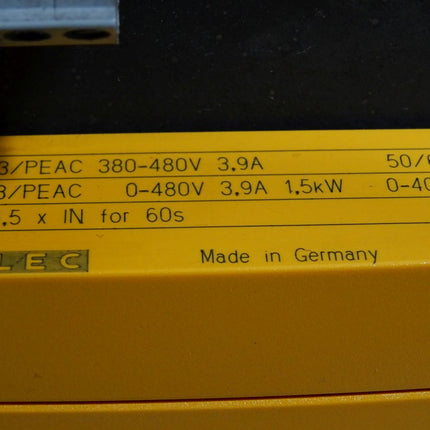 3/PEAC 380-480V 3.9A 50/
3/PEAC 0-480V 3.9A 1.5kW 0-40
.5 x IN for 60s
LEC Made in Germany